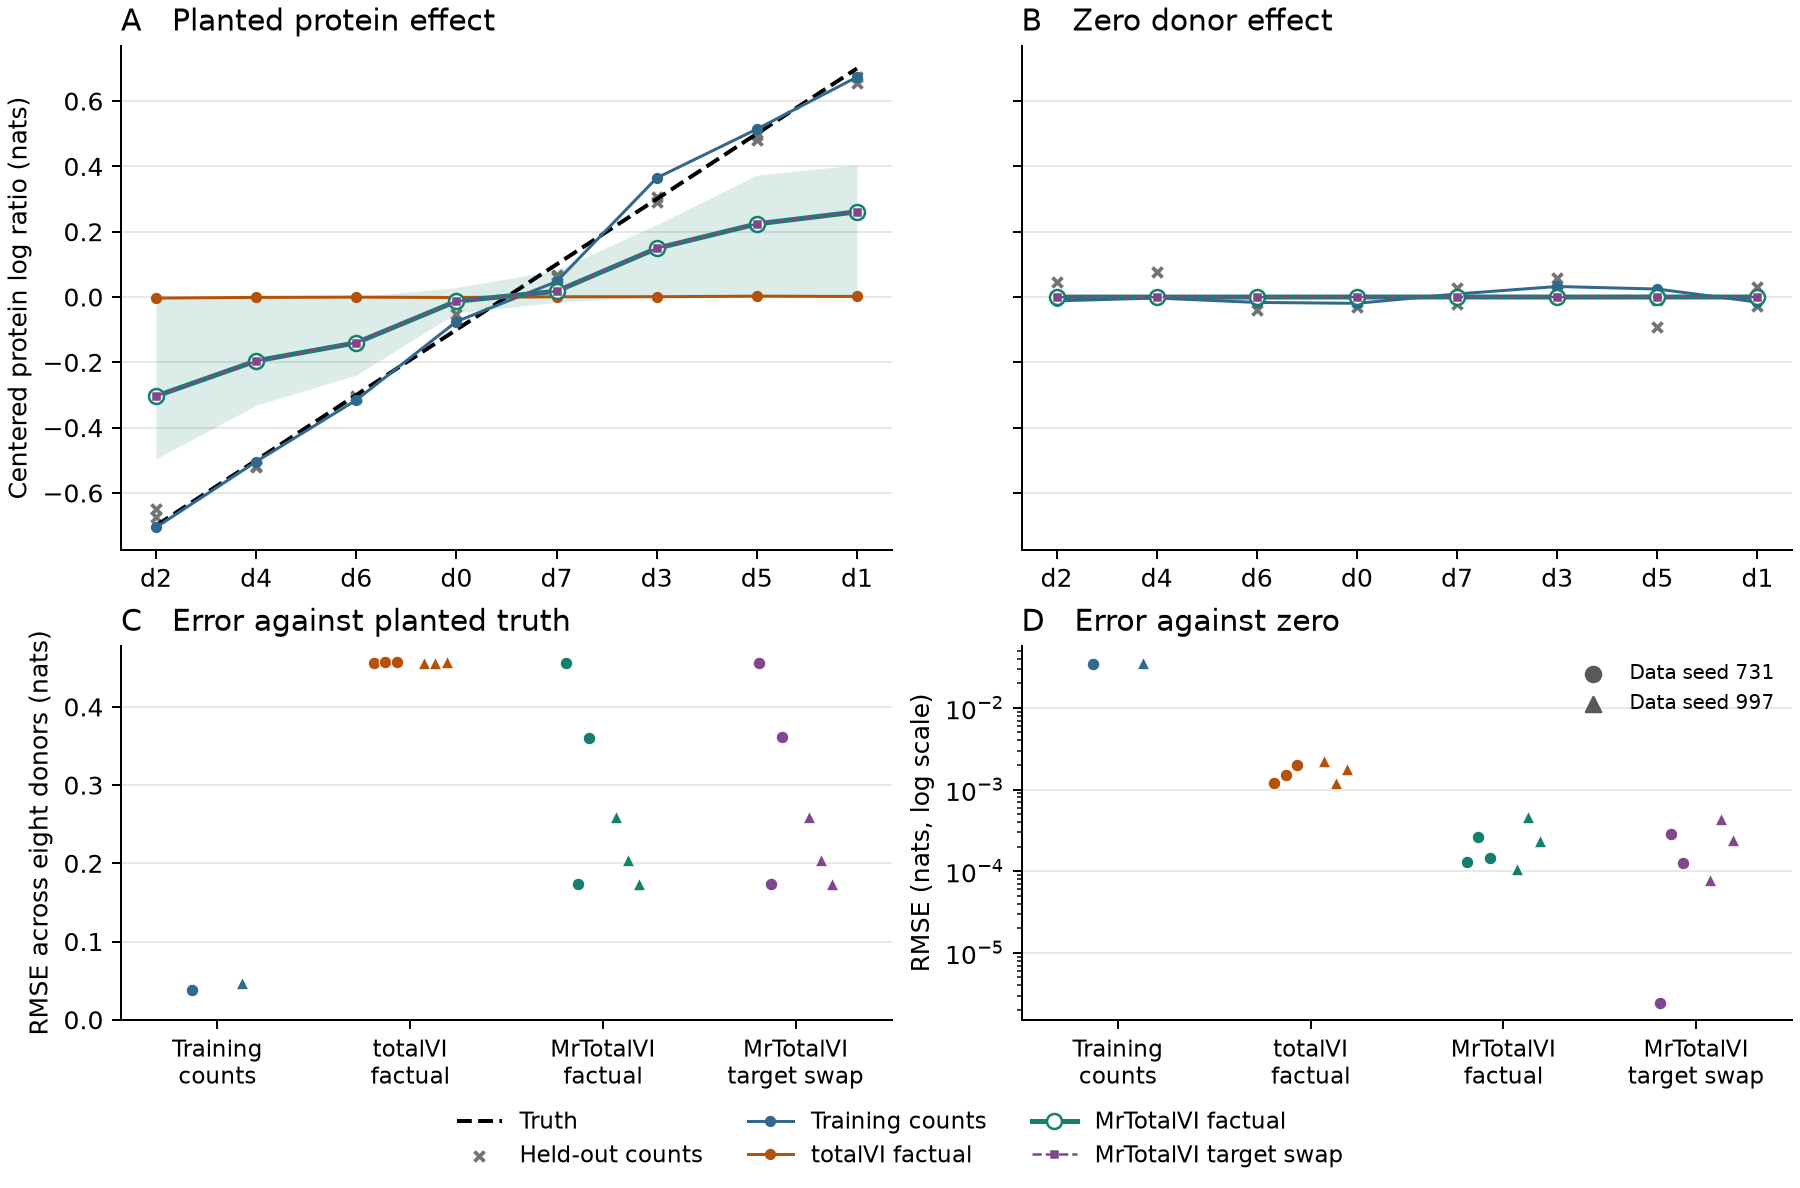 A Planted protein effect
B Zero donor effect
Centered protein log ratio (nats)
0.6
0.4
0.2
0.0
−0.2
−0.4
−0.6
d2 d4 d6 d0 d7 d3 d5 d1
d2 d4 d6 d0 d7 d3 d5 d1
C Error against planted truth
RMSE across eight donors (nats)
0.4
0.3
0.2
0.1
0.0
Training
counts
totalVI
factual
MrTotalVI
factual
MrTotalVI
target swap
D Error against zero
RMSE (nats, log scale)
10⁻²
10⁻³
10⁻⁴
10⁻⁵
Data seed 731
Data seed 997
Training
counts
totalVI
factual
MrTotalVI
factual
MrTotalVI
target swap
Truth
Held-out counts
Training counts
totalVI factual
MrTotalVI factual
MrTotalVI target swap